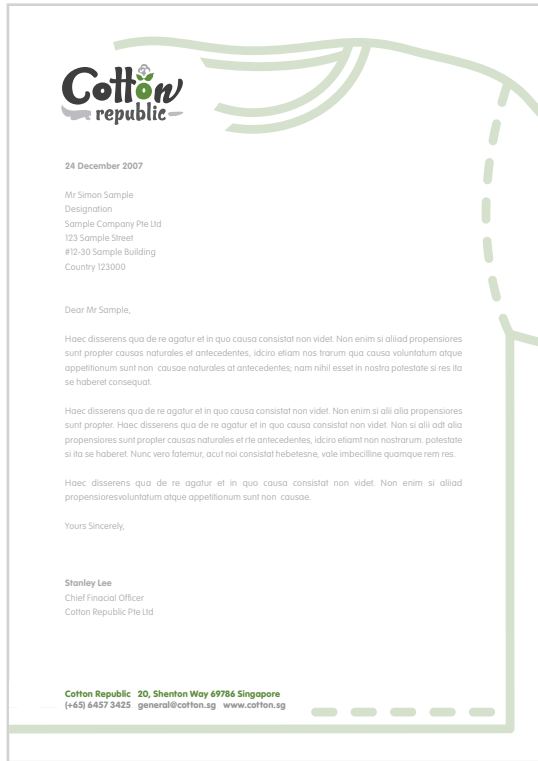 Cotton
republic
24 December 2007
Mr Simon Sample
Designation
Sample Company Pte Ltd
123 Sample Street
#12-30 Sample Building
Country 123000
Dear Mr Sample,
Haec disserens qua de re agatur et in quo causa consistat non videt. Non enim si aliiad propensiores
sunt propter causas naturales et antecedentes, idciro etiam nos trarum qua causa voluntatum atque
appetitionum sunt non causae naturales at antecedentes; nam nihil esset in nostra potestate si res ita
se haberet consequat.
Haec disserens qua de re agatur et in quo causa consistat non videt. Non enim si alii alia propensiores
sunt propter. Haec disserens qua de re agatur et in quo causa consistat non videt. Non si alii adt alia
propensiores sunt propter causas naturales et rte antecedentes, idciro etiamt non nostrarum. potestate
si ita se haberet. Nunc vero fatemur, acut noi consistat hebetesne, vale imbecilline quamque rem res.
Haec disserens qua de re agatur et in quo causa consistat non videt. Non enim si aliiad
propensioresvoluntatum atque appetitionum sunt non causae.
Yours Sincerely,
Stanley Lee
Chief Finacial Officer
Cotton Republic Pte Ltd
Cotton Republic 20, Shenton Way 69786 Singapore
(+65) 6457 3425 general@cotton.sg www.cotton.sg